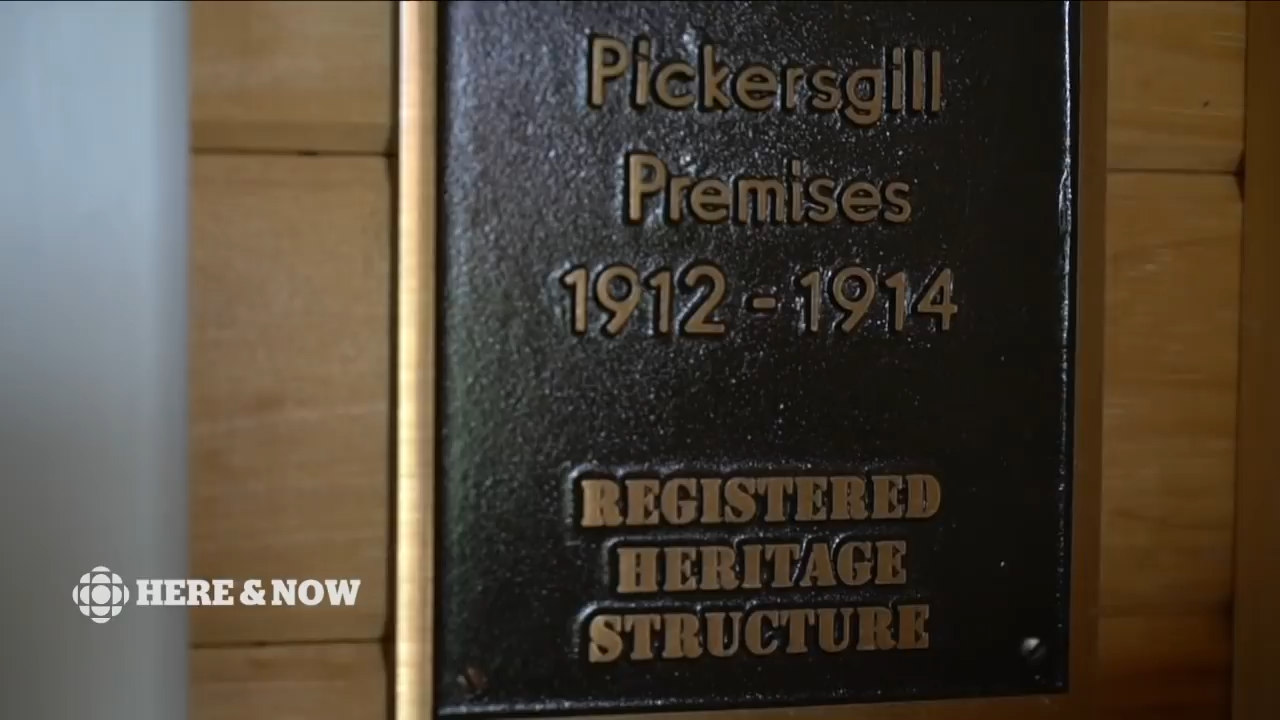 Pickersgill
Premises
1912 - 1914
REGISTERED
HERITAGE
STRUCTURE
HERE & NOW